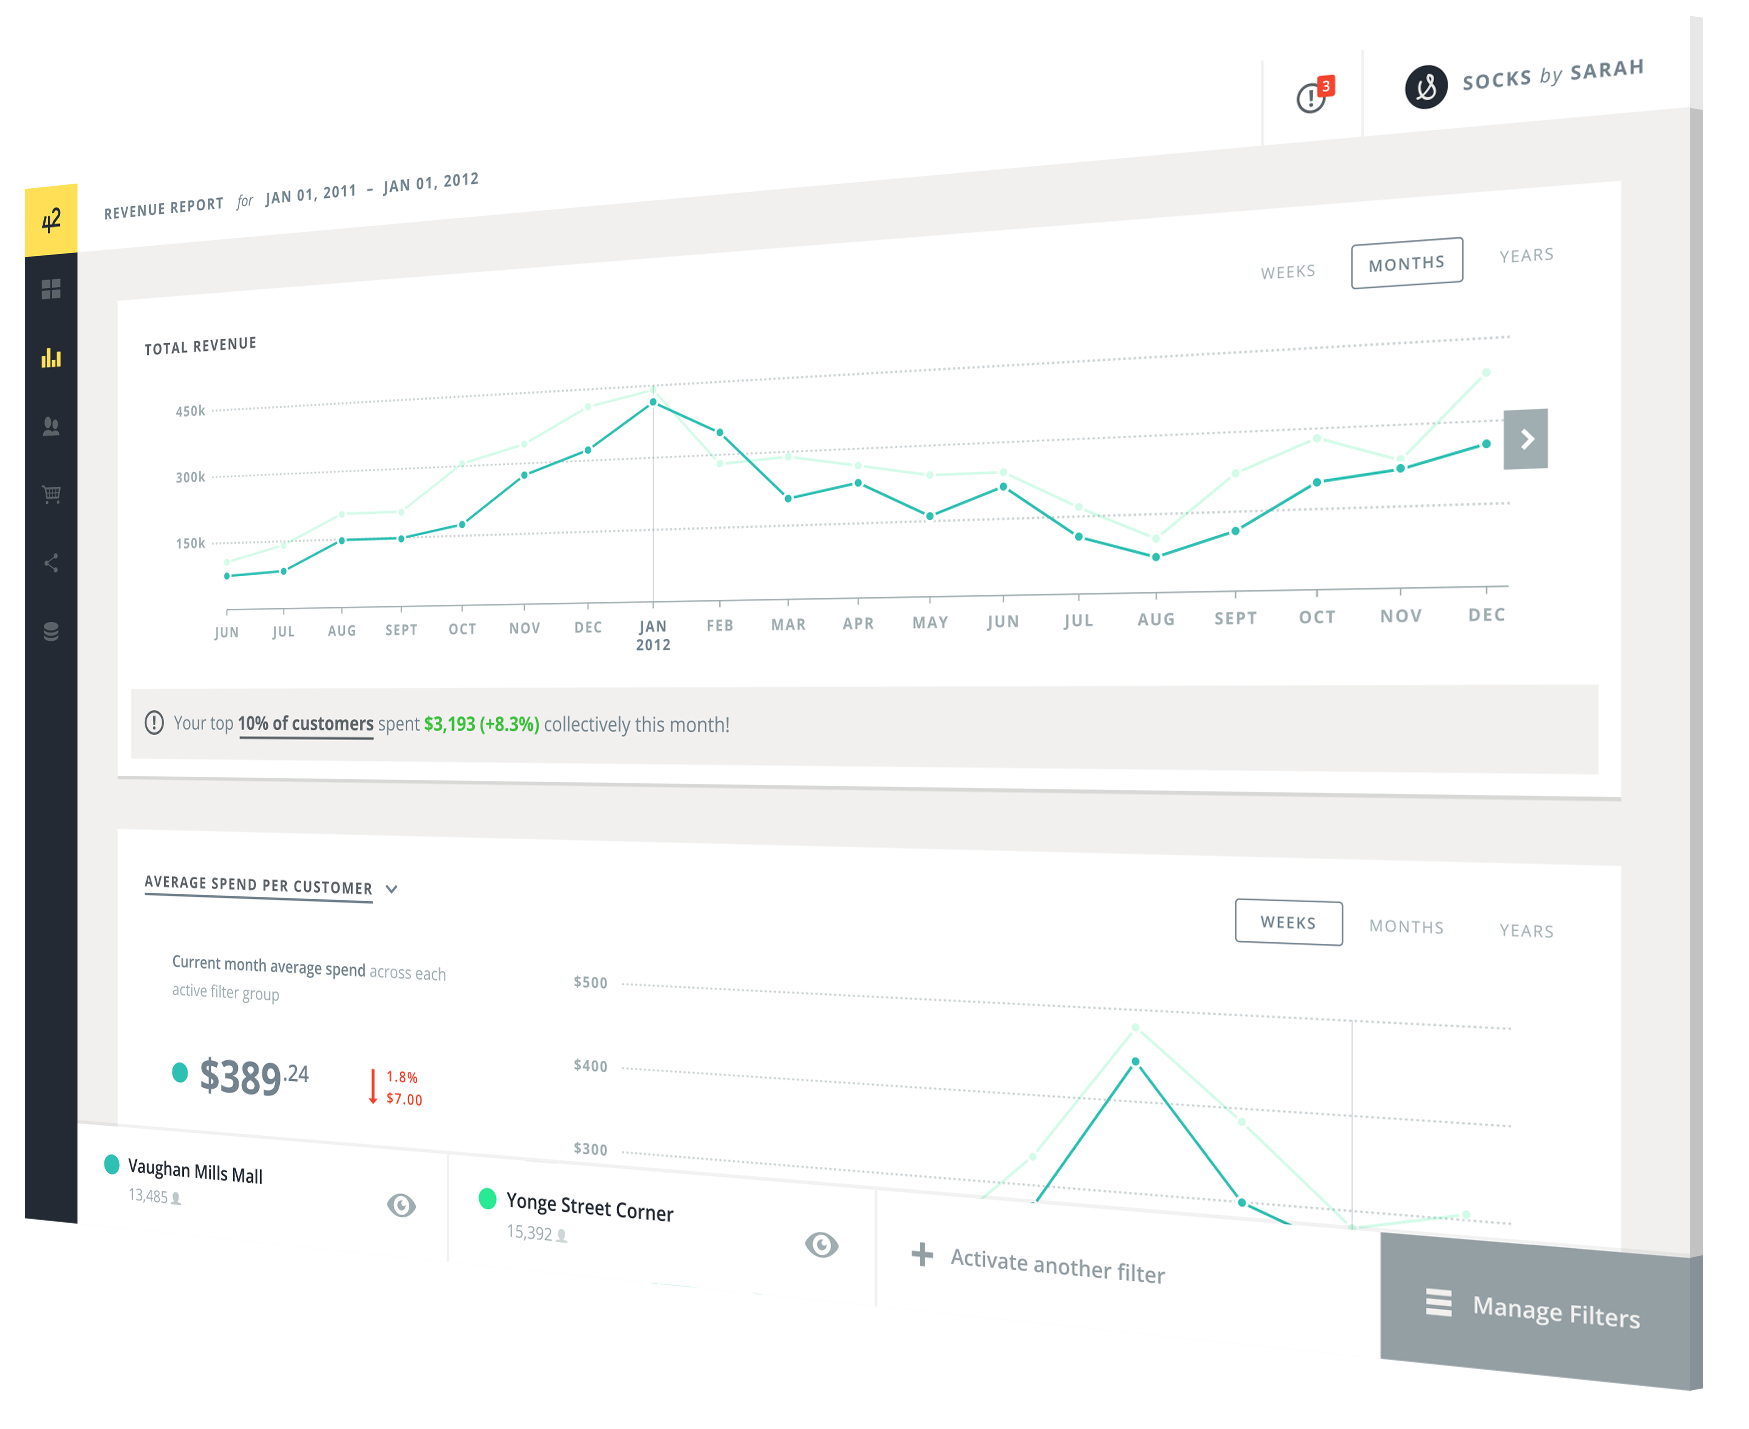 3
SOCKS by SARAH
42
REVENUE REPORT for JAN 01, 2011 – JAN 01, 2012
WEEKS MONTHS YEARS
TOTAL REVENUE
450k
300k
150k
JUN JUL AUG SEPT OCT NOV DEC JAN FEB MAR APR MAY JUN JUL AUG SEPT OCT NOV DEC
2012
Your top 10% of customers spent $3,193 (+8.3%) collectively this month!
AVERAGE SPEND PER CUSTOMER
WEEKS MONTHS YEARS
Current month average spend across each
active filter group
$389.24
1.8%
$7.00
$500
$400
$300
Vaughan Mills Mall
13,485
Yonge Street Corner
15,392
Activate another filter
Manage Filters